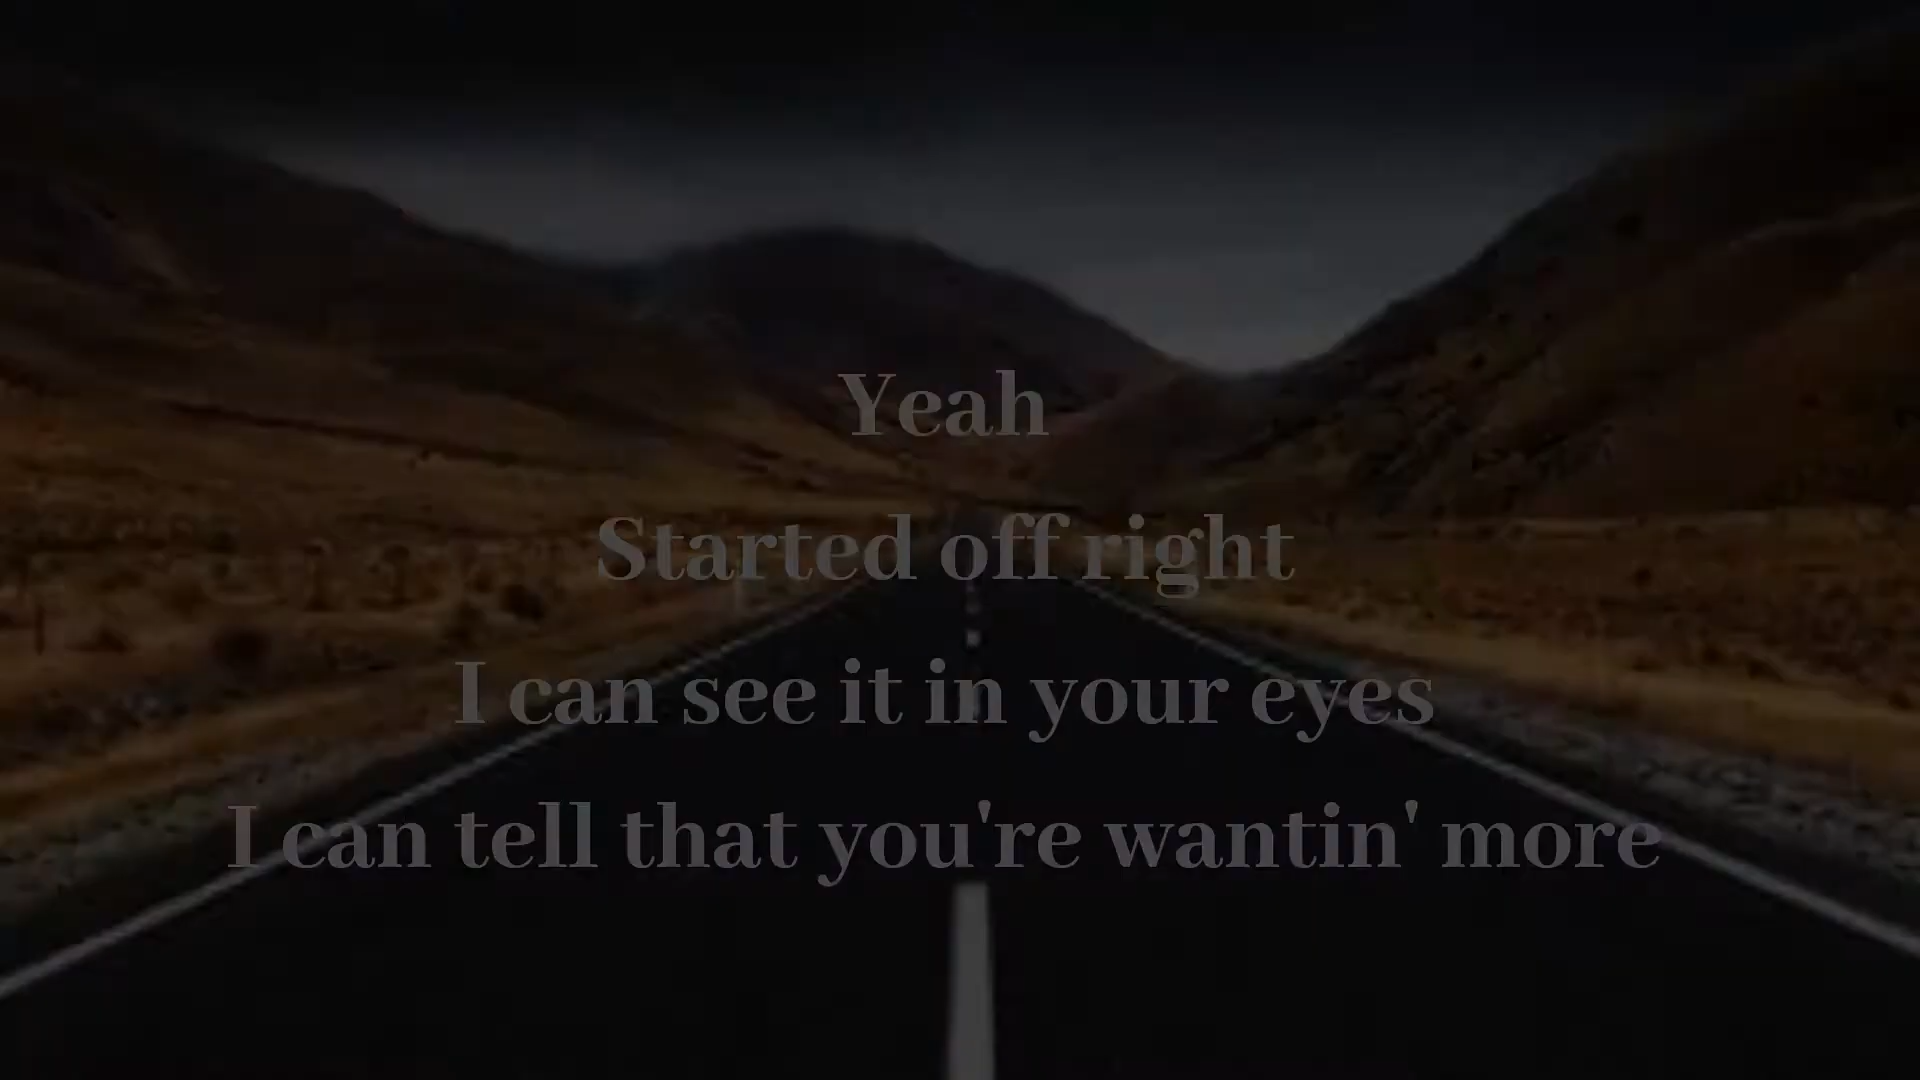 Yeah
Started off right
I can see it in your eyes
I can tell that you're wantin' more